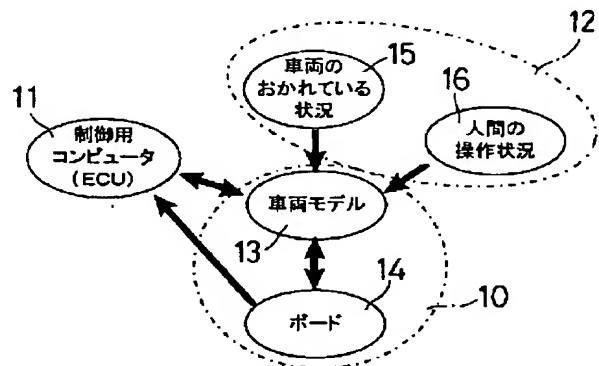 12
15
車両の
おかれている
状況
16
人間の
操作状況
11
制御用
コンピュータ
(ECU)
車両モデル
13
14
ボード
10